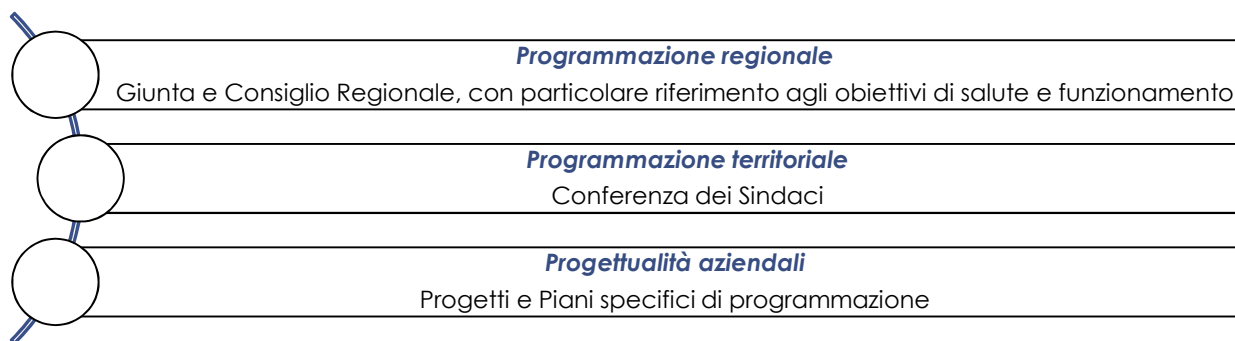 Programmazione regionale
Giunta e Consiglio Regionale, con particolare riferimento agli obiettivi di salute e funzionamento
Programmazione territoriale
Conferenza dei Sindaci
Progettualità aziendali
Progetti e Piani specifici di programmazione